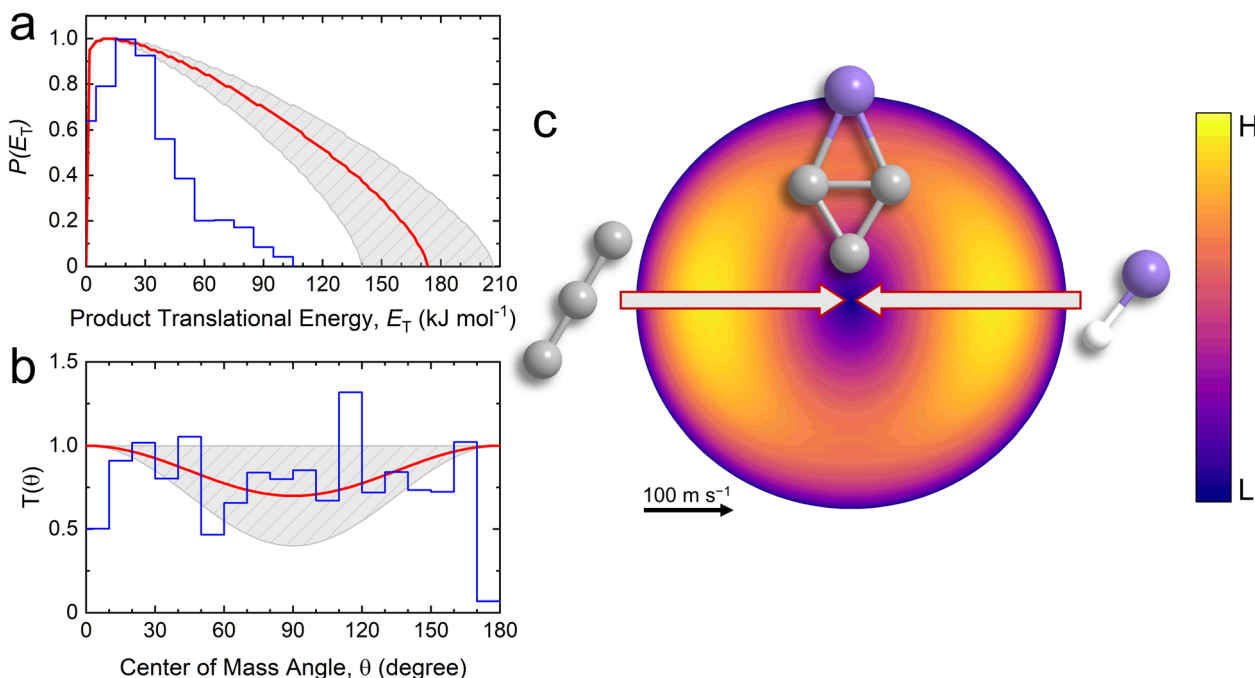 a
1.0
0.8
0.6
0.4
0.2
0
P(E_T)
0 30 60 90 120 150 180 210
Product Translational Energy, E_T (kJ mol⁻¹)
b
1.5
1.0
0.5
0
T(θ)
0 30 60 90 120 150 180
Center of Mass Angle, θ (degree)
c
100 m s⁻¹
H
L